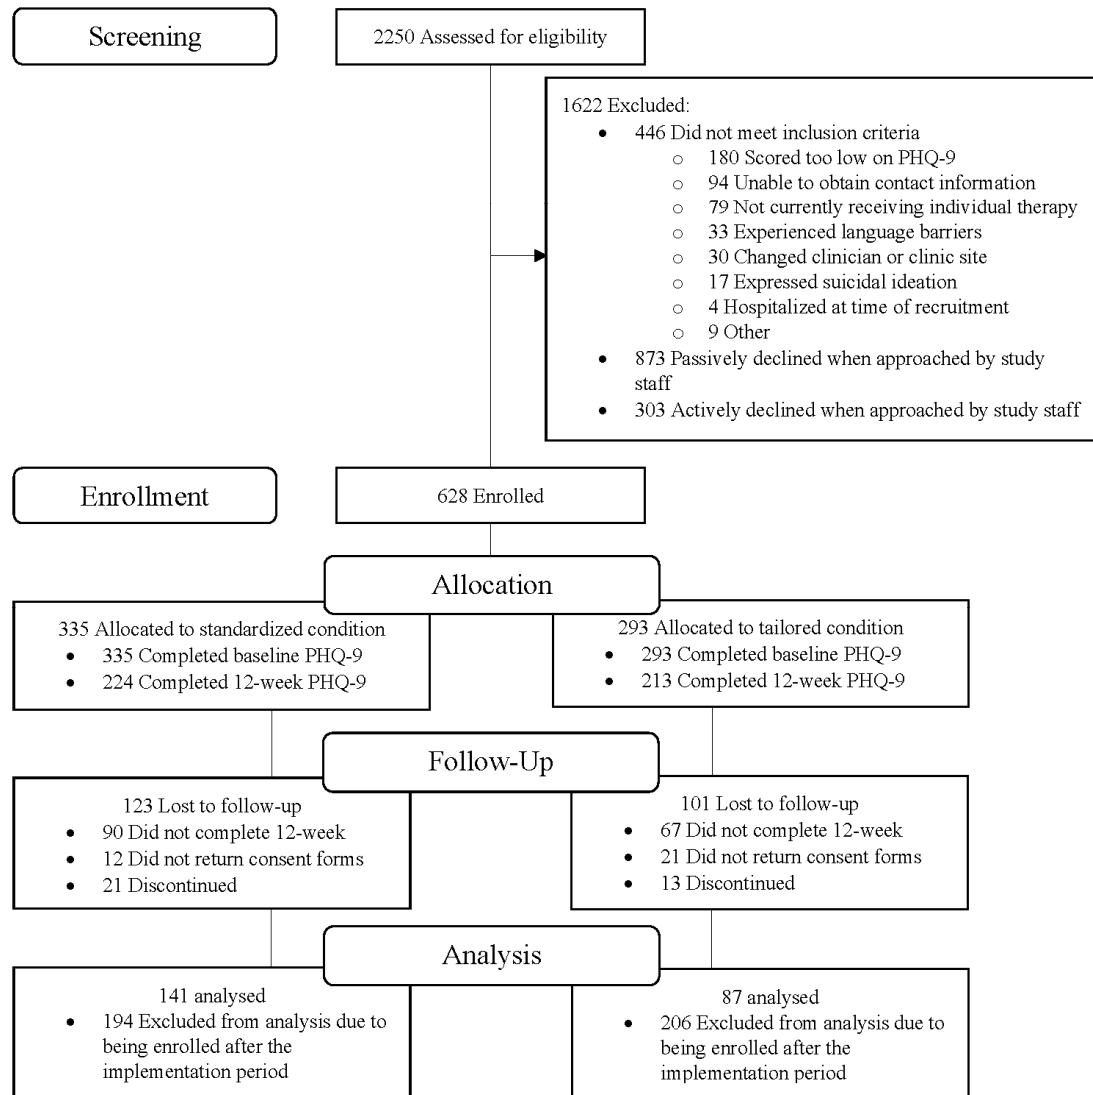 Screening
2250 Assessed for eligibility
1622 Excluded:
• 446 Did not meet inclusion criteria
○ 180 Scored too low on PHQ-9
○ 94 Unable to obtain contact information
○ 79 Not currently receiving individual therapy
○ 33 Experienced language barriers
○ 30 Changed clinician or clinic site
○ 17 Expressed suicidal ideation
○ 4 Hospitalized at time of recruitment
○ 9 Other
• 873 Passively declined when approached by study
staff
• 303 Actively declined when approached by study staff
Enrollment
628 Enrolled
Allocation
335 Allocated to standardized condition
• 335 Completed baseline PHQ-9
• 224 Completed 12-week PHQ-9
293 Allocated to tailored condition
• 293 Completed baseline PHQ-9
• 213 Completed 12-week PHQ-9
Follow-Up
123 Lost to follow-up
• 90 Did not complete 12-week
• 12 Did not return consent forms
• 21 Discontinued
101 Lost to follow-up
• 67 Did not complete 12-week
• 21 Did not return consent forms
• 13 Discontinued
Analysis
141 analysed
• 194 Excluded from analysis due to
being enrolled after the
implementation period
87 analysed
• 206 Excluded from analysis due to
being enrolled after the
implementation period